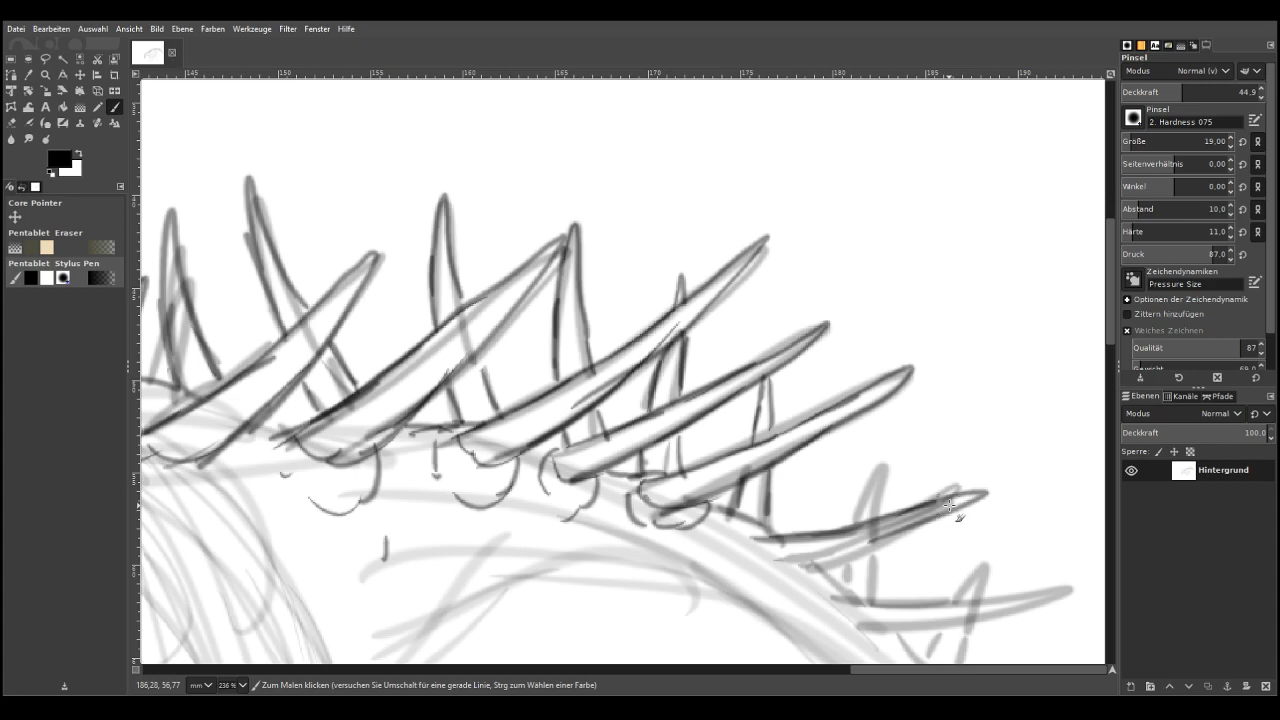 Datei Bearbeiten Auswahl Ansicht Bild Ebene Farben Werkzeuge Filter Fenster Hilfe
145 150 155 160 165 170 175 180 185 190
Core Pointer
Pentablet Eraser
Pentablet Stylus Pen
Pinsel
Modus Normal (v)
Deckkraft 44,9
Pinsel
2. Hardness 075
Größe 19,00
Seitenverhältnis 0,00
Winkel 0,00
Abstand 10,0
Härte 11,0
Druck 87,0
Zeichendynamiken
Pressure Size
Optionen der Zeichendynamik
Zittern hinzufügen
Weiches Zeichnen
Qualität 87
Ebenen Kanäle Pfade
Modus Normal
Deckkraft 100,0
Sperre:
Hintergrund
186,28, 56,77 mm 236 % Zum Malen klicken (versuchen Sie Umschalt für eine gerade Linie, Strg zum Wählen einer Farbe)